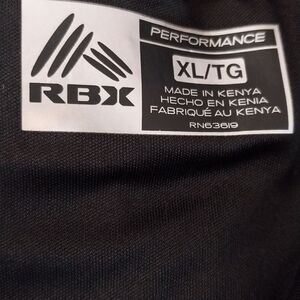 PERFORMANCE
RBX
XL/TG
MADE IN KENYA
HECHO EN KENIA
FABRIQUÉ AU KENYA
RN63619